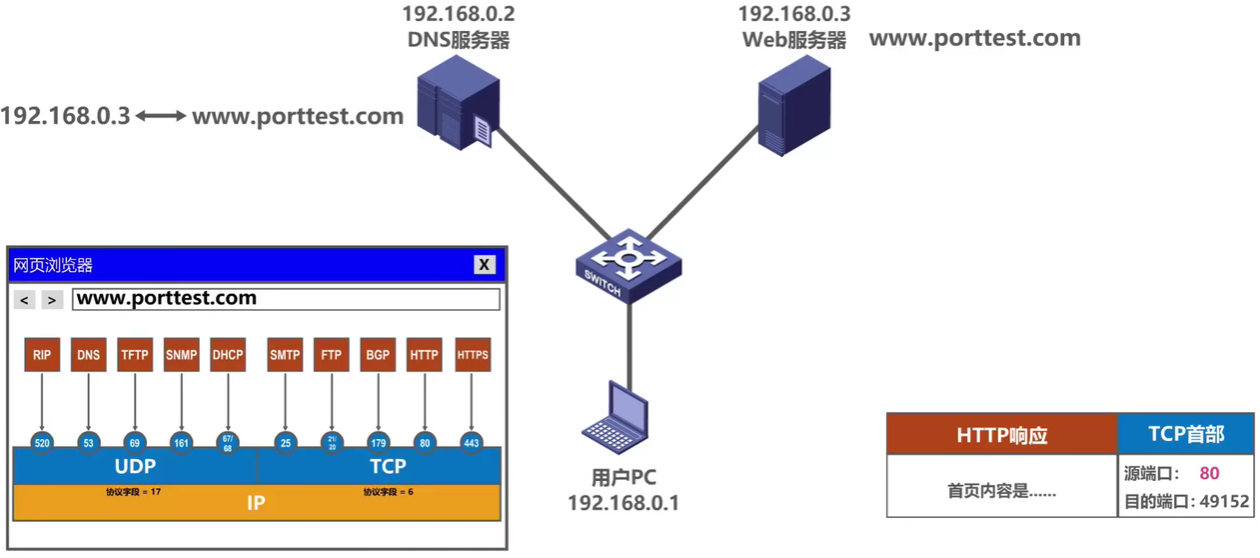 192.168.0.2
DNS服务器
192.168.0.3
Web服务器
www.porttest.com
192.168.0.3
www.porttest.com
SWITCH
网页浏览器
X
<
>
www.porttest.com
RIP
DNS
TFTP
SNMP
DHCP
SMTP
FTP
BGP
HTTP
HTTPS
520
53
69
161
67/
68
25
21/
20
179
80
443
UDP
TCP
协议字段 = 17
协议字段 = 6
IP
用户PC
192.168.0.1
HTTP响应
TCP首部
首页内容是......
源端口： 80
目的端口：49152